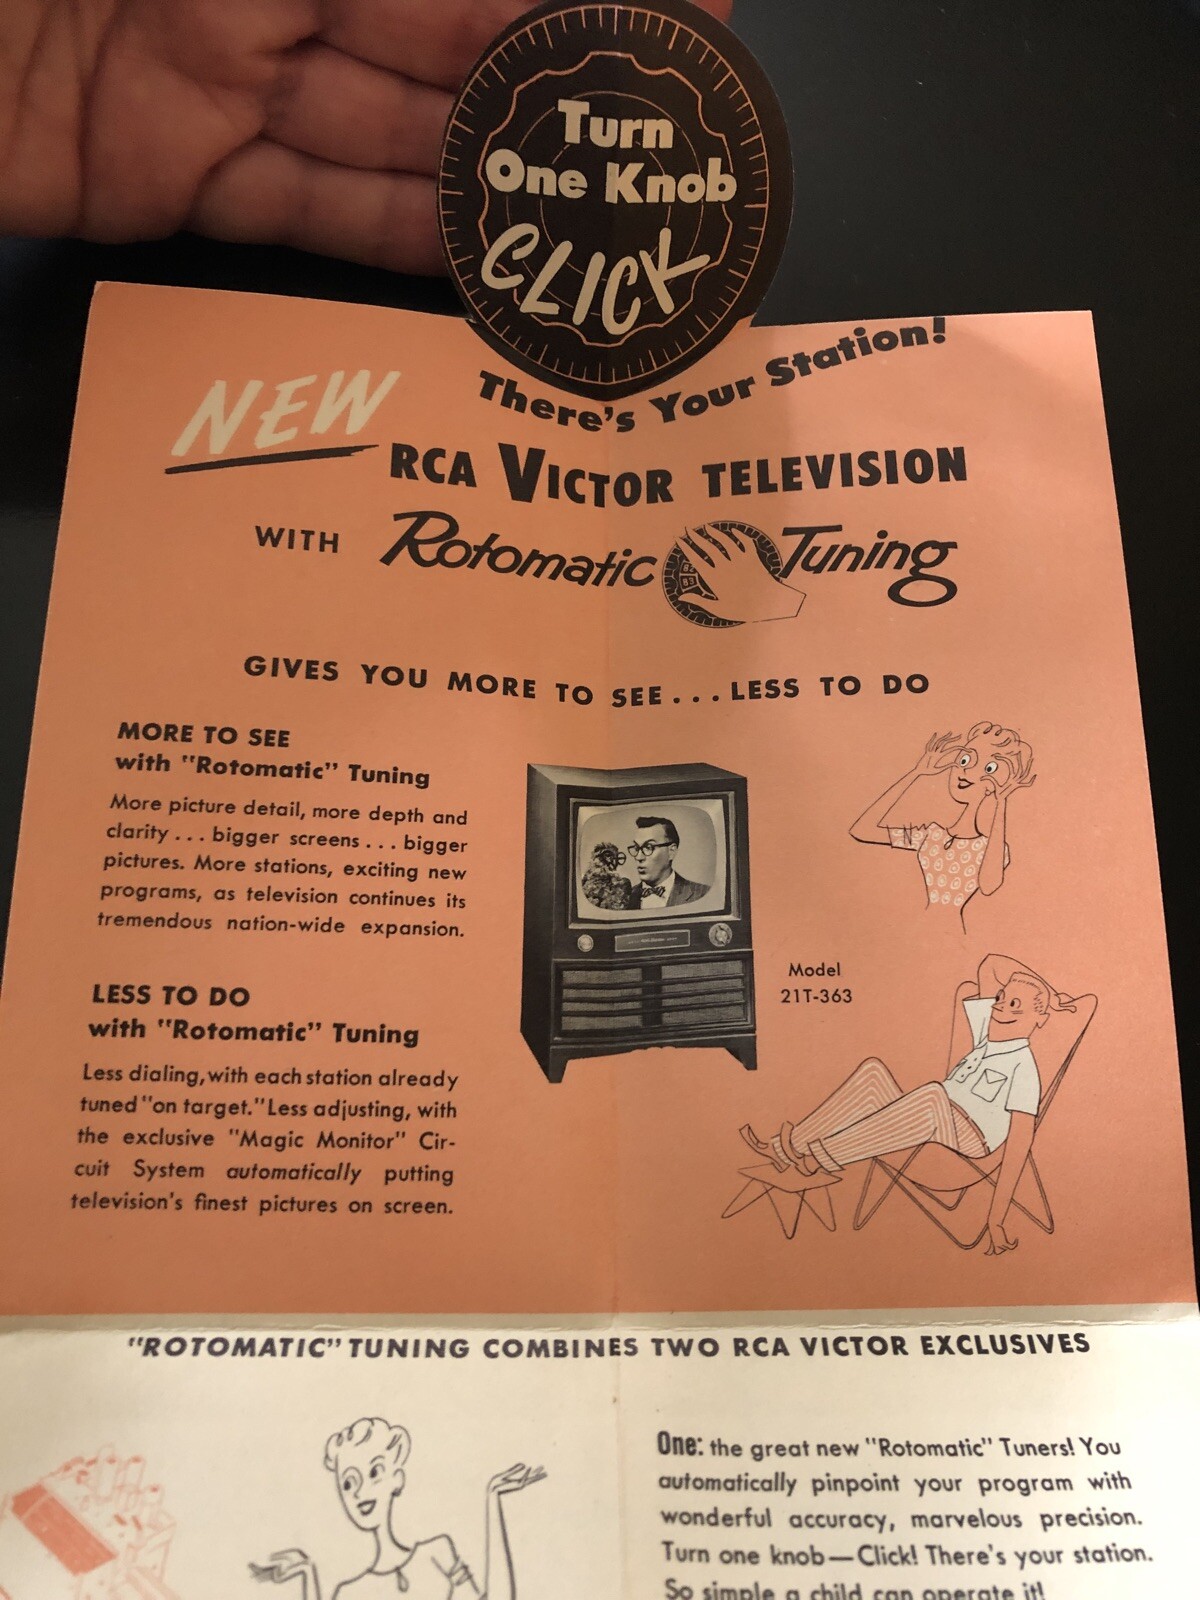 Turn
One Knob
CLICK
There's Your Station!
NEW
RCA VICTOR TELEVISION
WITH Rotomatic Tuning
GIVES YOU MORE TO SEE...LESS TO DO
MORE TO SEE
with "Rotomatic" Tuning
More picture detail, more depth and
clarity...bigger screens...bigger
pictures. More stations, exciting new
programs, as television continues its
tremendous nation-wide expansion.
Model
21T-363
LESS TO DO
with "Rotomatic" Tuning
Less dialing, with each station already
tuned "on target." Less adjusting, with
the exclusive "Magic Monitor" Cir-
cuit System automatically putting
television's finest pictures on screen.
"ROTOMATIC" TUNING COMBINES TWO RCA VICTOR EXCLUSIVES
One: the great new "Rotomatic" Tuners! You
automatically pinpoint your program with
wonderful accuracy, marvelous precision.
Turn one knob—Click! There's your station.
So simple a child can operate it!